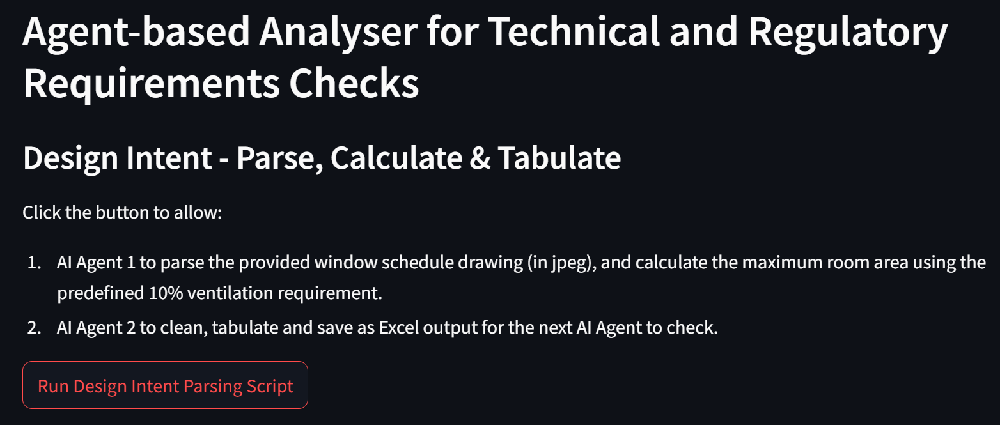 Agent-based Analyser for Technical and Regulatory
Requirements Checks
Design Intent - Parse, Calculate & Tabulate
Click the button to allow:
1. AI Agent 1 to parse the provided window schedule drawing (in jpeg), and calculate the maximum room area using the
predefined 10% ventilation requirement.
2. AI Agent 2 to clean, tabulate and save as Excel output for the next AI Agent to check.
Run Design Intent Parsing Script